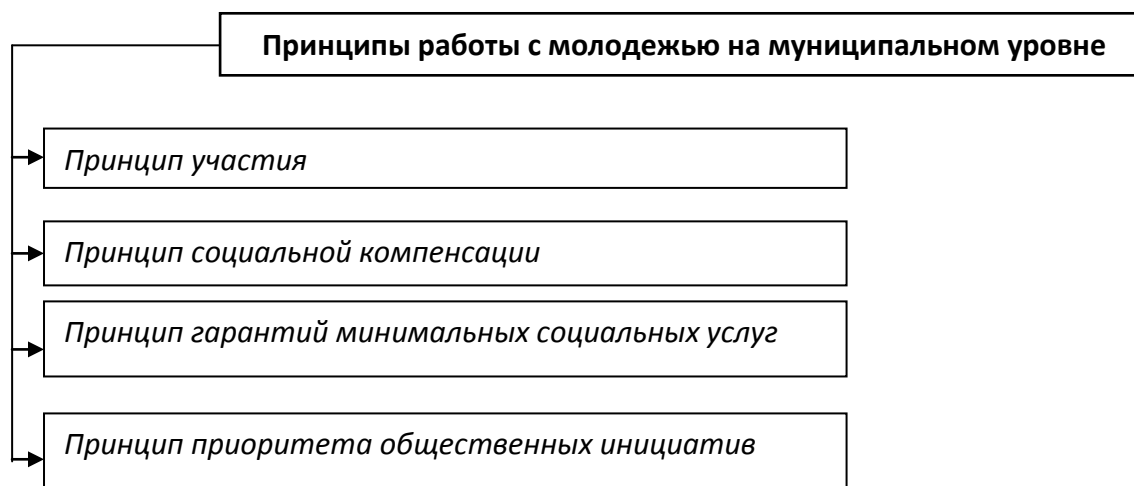 Принципы работы с молодежью на муниципальном уровне
Принцип участия
Принцип социальной компенсации
Принцип гарантий минимальных социальных услуг
Принцип приоритета общественных инициатив